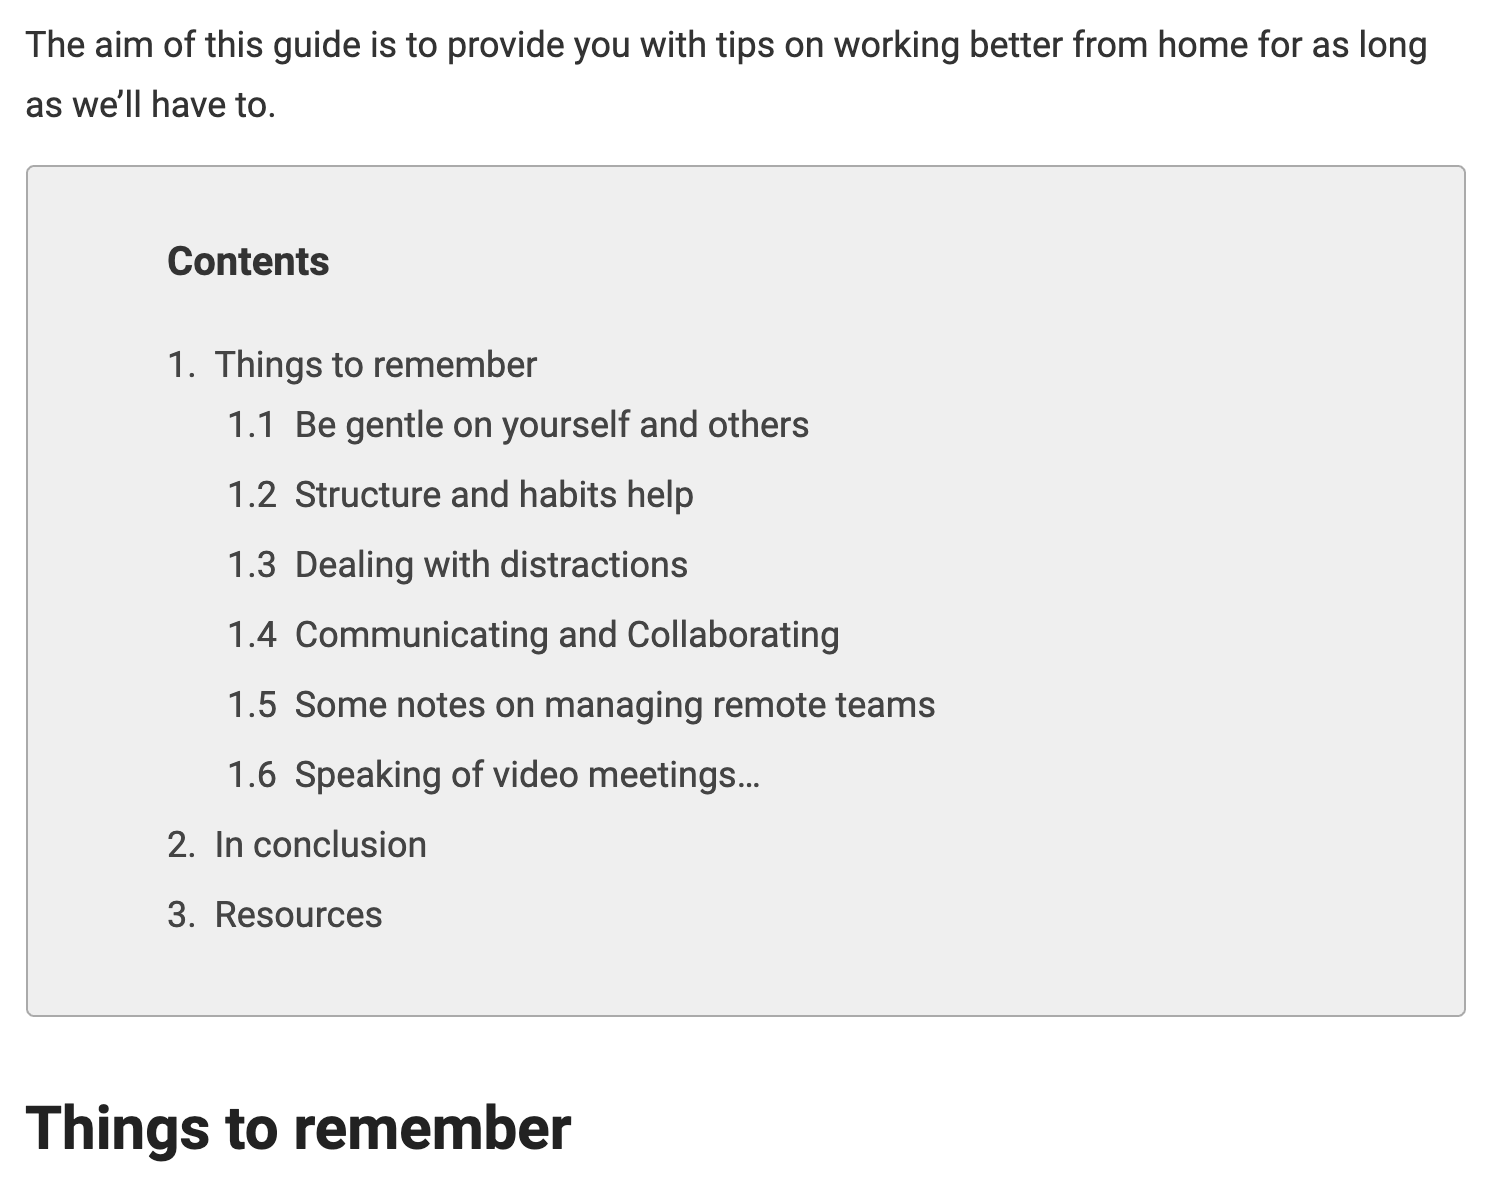 The aim of this guide is to provide you with tips on working better from home for as long
as we’ll have to.
Contents
1. Things to remember
1.1 Be gentle on yourself and others
1.2 Structure and habits help
1.3 Dealing with distractions
1.4 Communicating and Collaborating
1.5 Some notes on managing remote teams
1.6 Speaking of video meetings…
2. In conclusion
3. Resources
Things to remember